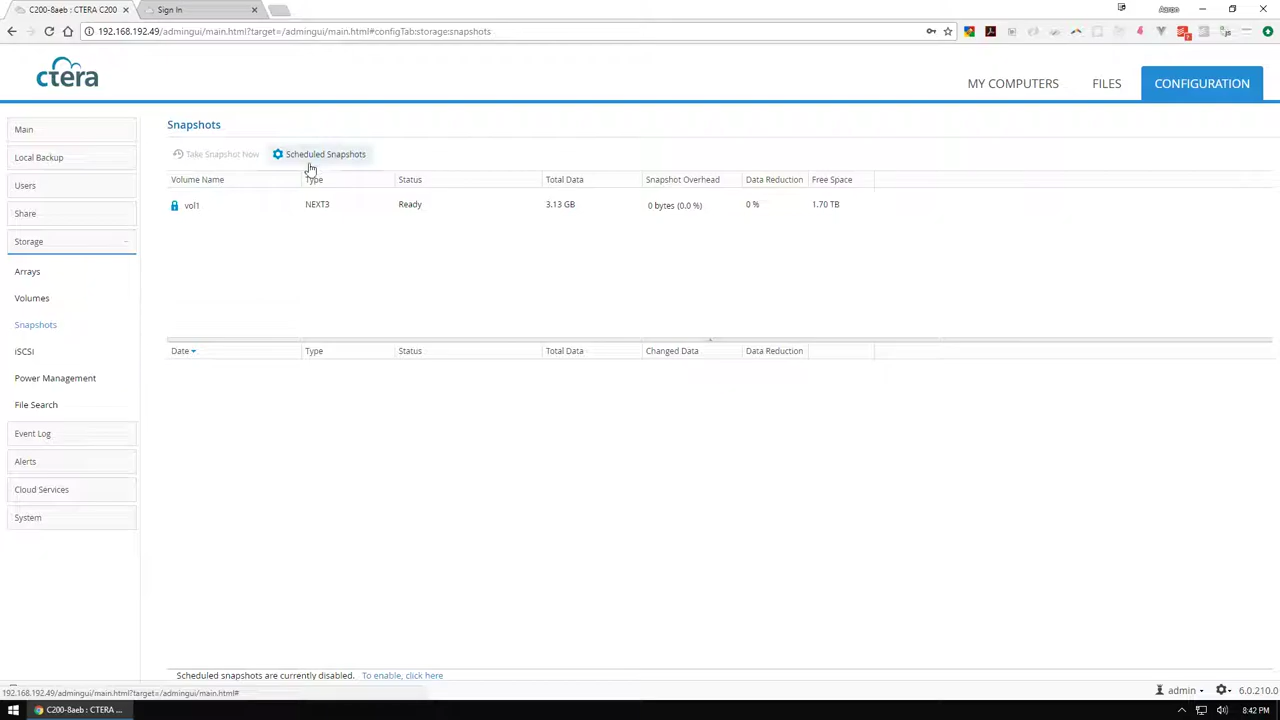 C200-8aeb : CTERA C200
Sign In
Aaron
192.168.192.49/admingui/main.html?target=/admingui/main.html#configTab:storage:snapshots
ctera
MY COMPUTERS
FILES
CONFIGURATION
Main
Local Backup
Users
Share
Storage
Arrays
Volumes
Snapshots
iSCSI
Power Management
File Search
Event Log
Alerts
Cloud Services
System
Snapshots
Take Snapshot Now
Scheduled Snapshots
Volume Name Type Status Total Data Snapshot Overhead Data Reduction Free Space
vol1 NEXT3 Ready 3.13 GB 0 bytes (0.0 %) 0 % 1.70 TB
Date Type Status Total Data Changed Data Data Reduction
Scheduled snapshots are currently disabled. To enable, click here
192.168.192.49/admingui/main.html?target=/admingui/main.html#
admin
6.0.210.0
C200-8aeb : CTERA ...
8:42 PM